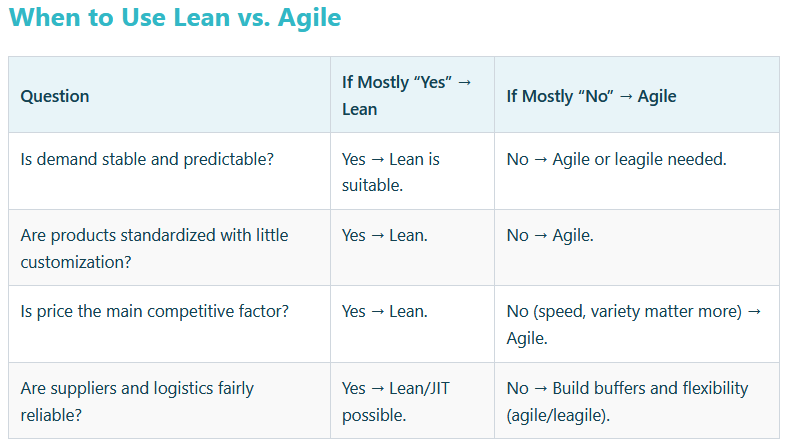 When to Use Lean vs. Agile
Question
If Mostly “Yes” →
Lean
If Mostly “No” → Agile
Is demand stable and predictable?
Yes → Lean is
suitable.
No → Agile or leagile needed.
Are products standardized with little
customization?
Yes → Lean.
No → Agile.
Is price the main competitive factor?
Yes → Lean.
No (speed, variety matter more) →
Agile.
Are suppliers and logistics fairly
reliable?
Yes → Lean/JIT
possible.
No → Build buffers and flexibility
(agile/leagile).